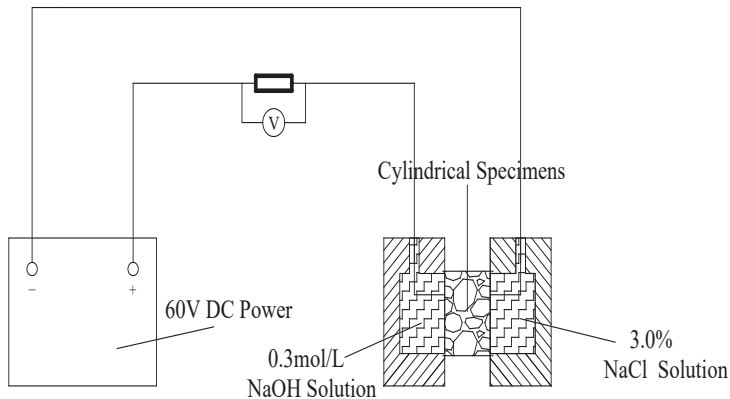 V
Cylindrical Specimens
− +
60V DC Power
0.3mol/L
NaOH Solution
3.0%
NaCl Solution